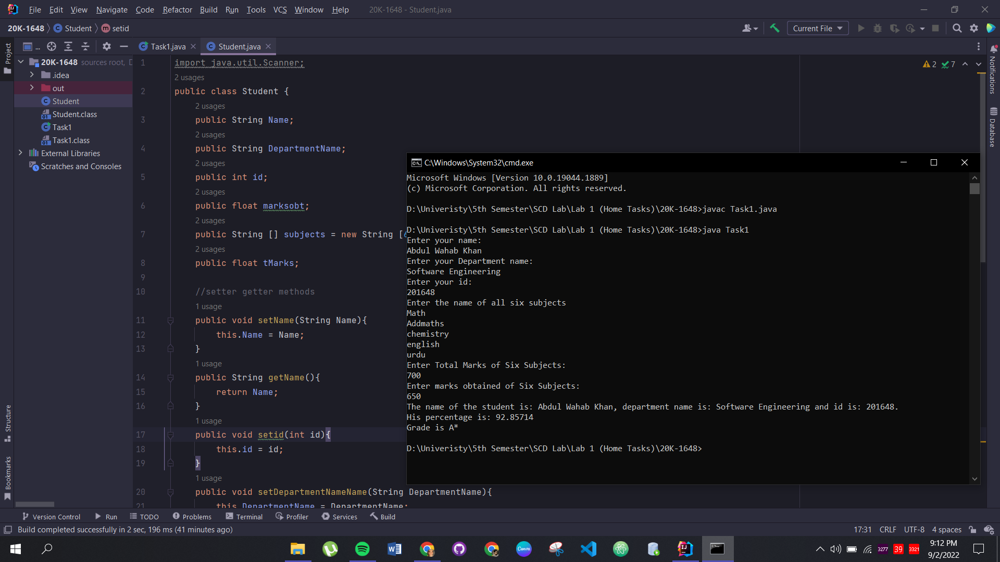 File Edit View Navigate Code Refactor Build Run Tools VCS Window Help 20K-1648 - Student.java
20K-1648 Student setid
Current File
Project
...
Task1.java
Student.java
20K-1648 sources root,
.idea
out
Student
Student.class
Task1
Task1.class
External Libraries
Scratches and Consoles
Structure
Bookmarks
Notifications
Database
2 7
1 import java.util.Scanner;
2 usages
2 public class Student {
2 usages
3 public String Name;
2 usages
4 public String DepartmentName;
2 usages
5 public int id;
2 usages
6 public float marksobt;
2 usages
7 public String [] subjects = new String [
2 usages
8 public float tMarks;
9
10 //setter getter methods
1 usage
11 public void setName(String Name){
12 this.Name = Name;
13 }
1 usage
14 public String getName(){
15 return Name;
16 }
1 usage
17 public void setid(int id){
18 this.id = id;
19 }
1 usage
20 public void setDepartmentNameName(String DepartmentName){
21 this.DepartmentName = DepartmentName;
C:\Windows\System32\cmd.exe
Microsoft Windows [Version 10.0.19044.1889]
(c) Microsoft Corporation. All rights reserved.
D:\Univeristy\5th Semester\SCD Lab\Lab 1 (Home Tasks)\20K-1648>javac Task1.java
D:\Univeristy\5th Semester\SCD Lab\Lab 1 (Home Tasks)\20K-1648>java Task1
Enter your name:
Abdul Wahab Khan
Enter your Department name:
Software Engineering
Enter your id:
201648
Enter the name of all six subjects
Math
Addmaths
chemistry
english
urdu
Enter Total Marks of Six Subjects:
700
Enter marks obtained of Six Subjects:
650
The name of the student is: Abdul Wahab Khan, department name is: Software Engineering and id is: 201648.
His percentage is: 92.85714
Grade is A*
D:\Univeristy\5th Semester\SCD Lab\Lab 1 (Home Tasks)\20K-1648>
Version Control Run TODO Problems Terminal Profiler Services Build
Build completed successfully in 2 sec, 196 ms (41 minutes ago)
17:31 CRLF UTF-8 4 spaces
Canva
3277 39 3321
9:12 PM
9/2/2022